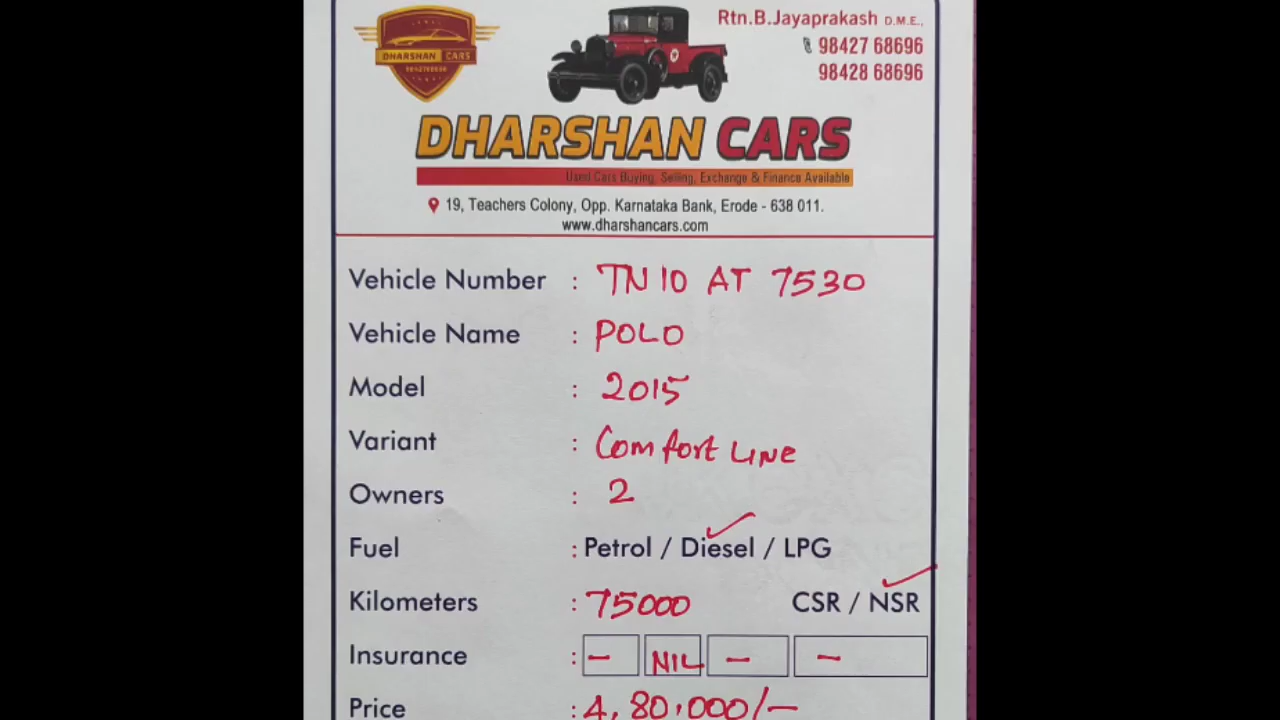 Rtn.B.Jayaprakash D.M.E.,
98427 68696
98428 68696
DHARSHAN CARS
DHARSHAN CARS
Used Cars Buying, Selling, Exchange & Finance Available
19, Teachers Colony, Opp. Karnataka Bank, Erode - 638 011.
www.dharshancars.com
Vehicle Number : TN 10 AT 7530
Vehicle Name : POLO
Model : 2015
Variant : Comfort LINE
Owners : 2
Fuel : Petrol / Diesel / LPG
Kilometers : 75000 CSR / NSR
Insurance : – NIL – –
Price : 4,80,000/-